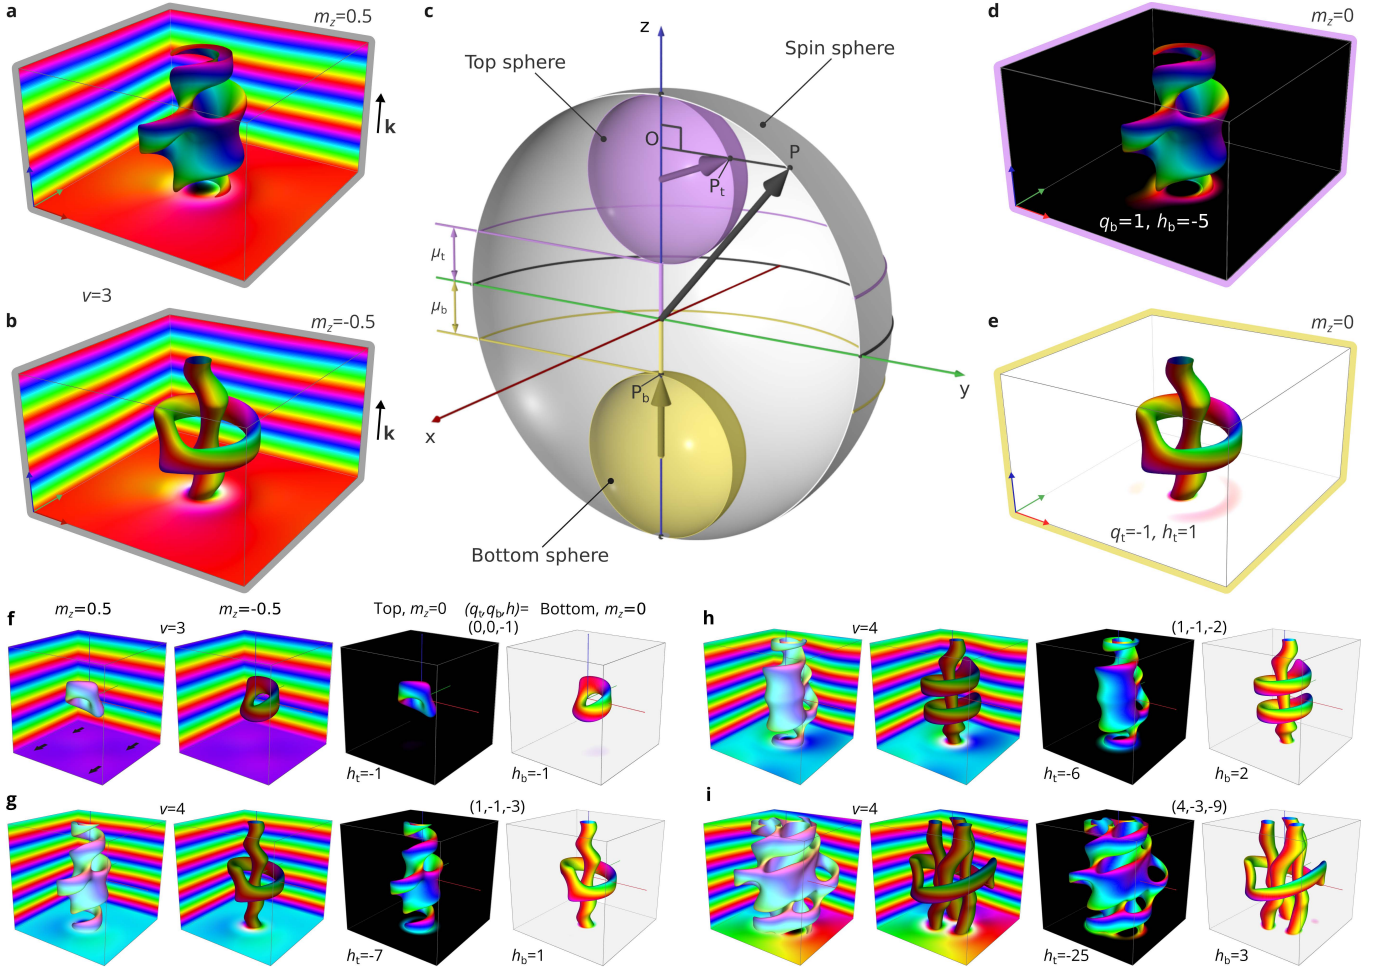 a
m_z=0.5
k
v=3
b
m_z=-0.5
k
c
z
Top sphere
Spin sphere
O
P
P_t
μ_t
μ_b
P_b
x
y
Bottom sphere
d
m_z=0
q_b=1, h_b=-5
e
m_z=0
q_t=-1, h_t=1
f
m_z=0.5
m_z=-0.5
Top, m_z=0
(q_t,q_b,h)=
Bottom, m_z=0
v=3
(0,0,-1)
h_t=-1
h_b=-1
g
v=4
(1,-1,-3)
h_t=-7
h_b=1
h
v=4
(1,-1,-2)
h_t=-6
h_b=2
i
v=4
(4,-3,-9)
h_t=-25
h_b=3